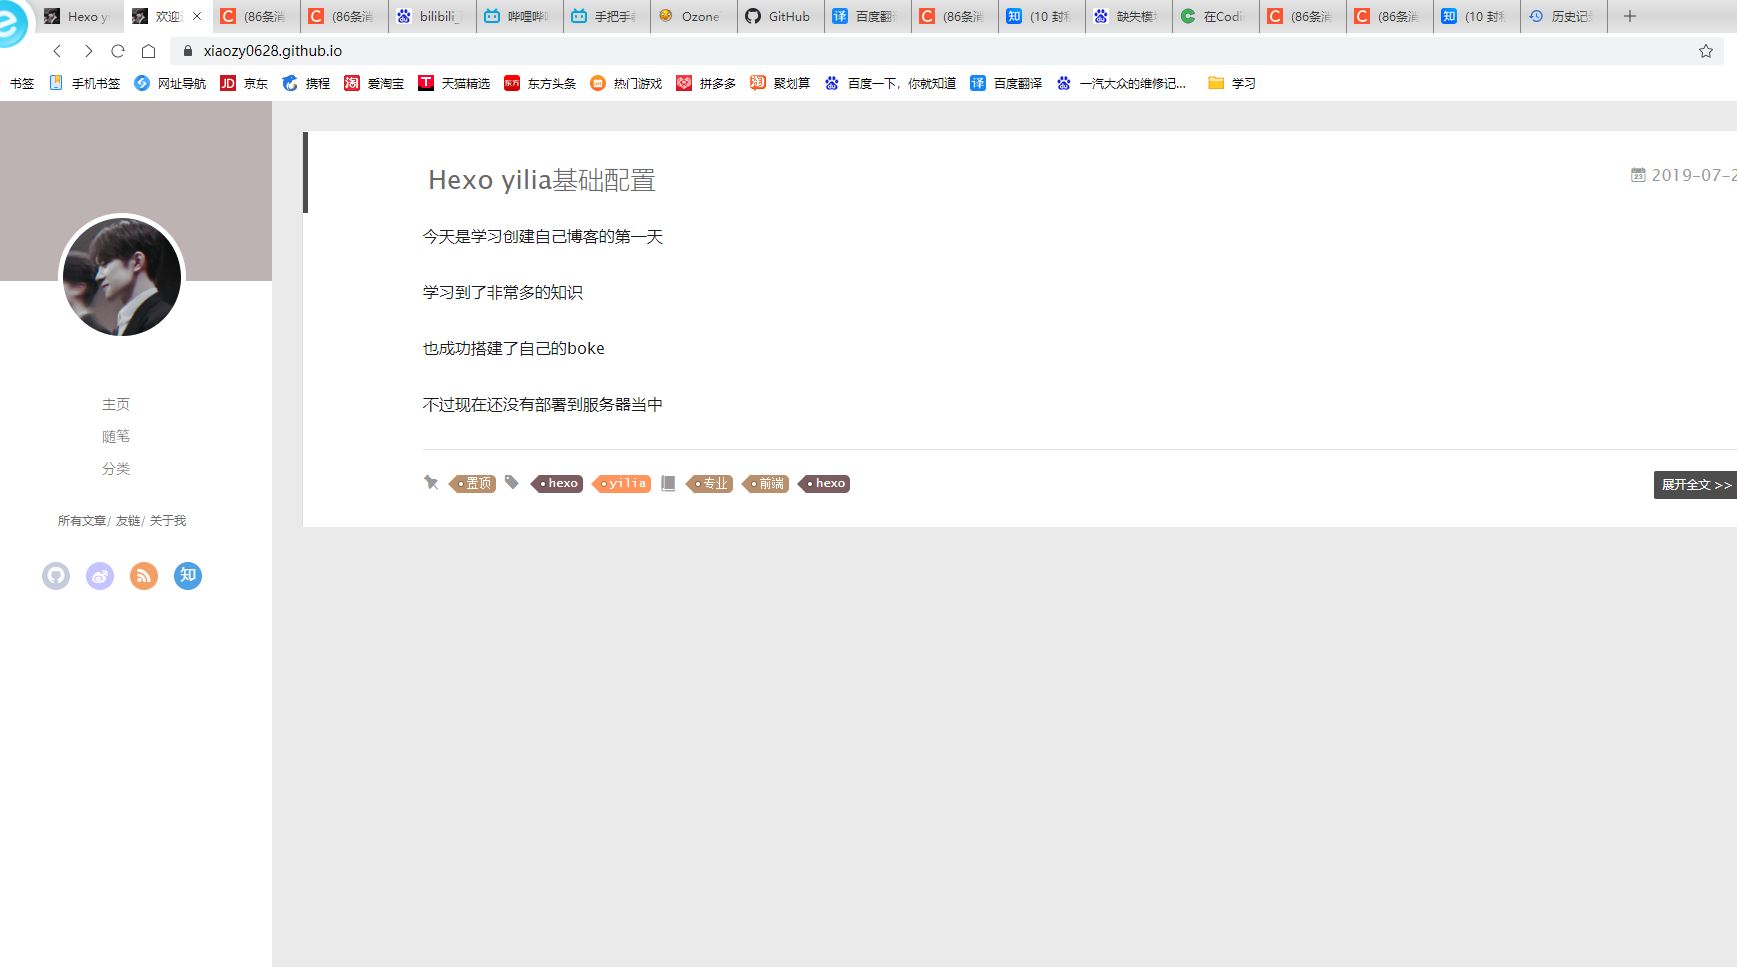 Hexo y
欢迎
(86条消
(86条消
bilibili_
哔哩哔
手把手
Ozone
GitHub
百度翻
(86条消
(10 封
缺失模
在Codi
(86条消
(86条消
(10 封
历史记
xiaozy0628.github.io
书签 手机书签 网址导航 京东 携程 爱淘宝 天猫精选 东方头条 热门游戏 拼多多 聚划算 百度一下，你就知道 百度翻译 一汽大众的维修记... 学习
Hexo yilia基础配置
2019-07-2
今天是学习创建自己博客的第一天
学习到了非常多的知识
也成功搭建了自己的boke
不过现在还没有部署到服务器当中
置顶 hexo yilia 专业 前端 hexo
展开全文 >>
主页
随笔
分类
所有文章/ 友链/ 关于我
知